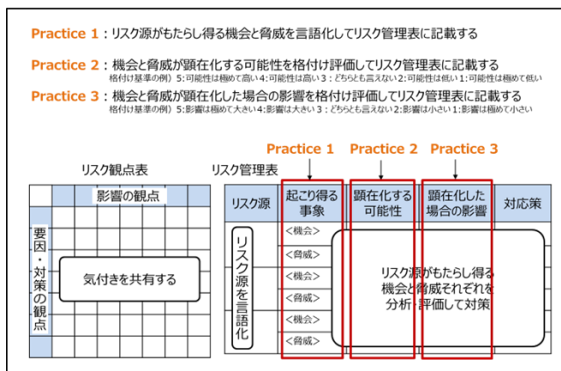 Practice 1：リスク源がもたらし得る機会と脅威を言語化してリスク管理表に記載する
Practice 2：機会と脅威が顕在化する可能性を格付け評価してリスク管理表に記載する
格付け基準の例）5:可能性は極めて高い 4:可能性は高い 3：どちらとも言えない 2:可能性は低い 1:可能性は極めて低い
Practice 3：機会と脅威が顕在化した場合の影響を格付け評価してリスク管理表に記載する
格付け基準の例）5:影響は極めて大きい 4:影響は大きい 3：どちらとも言えない 2:影響は小さい 1:影響は極めて小さい
Practice 1 Practice 2 Practice 3
リスク観点表
影響の観点
要因・対策の観点
気付きを共有する
リスク管理表
リスク源 起こり得る事象 顕在化する可能性 顕在化した場合の影響 対応策
リスク源を言語化
<機会>
<脅威>
<機会>
<脅威>
<機会>
<脅威>
リスク源がもたらし得る
機会と脅威それぞれを
分析・評価して対策